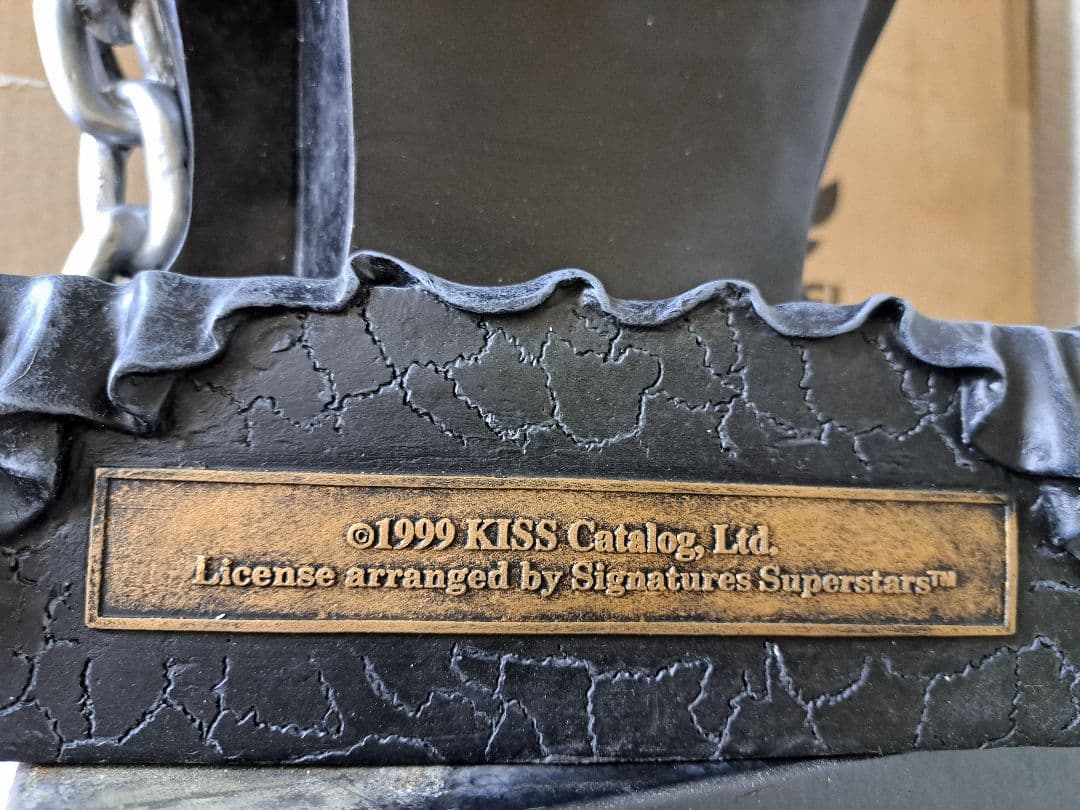 ©1999 KISS Catalog, Ltd.
License arranged by Signatures Superstars™